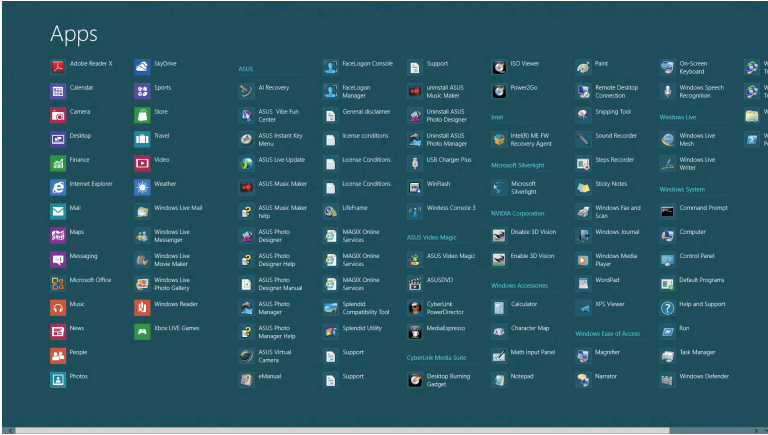 Apps
Adobe Reader X
Calendar
Camera
Desktop
Finance
Internet Explorer
Mail
Maps
Messaging
Microsoft Office
Music
News
People
Photos
SkyDrive
Sports
Store
Travel
Video
Weather
Windows Live Mail
Windows Live
Messenger
Windows Live
Movie Maker
Windows Live
Photo Gallery
Windows Reader
Xbox LIVE Games
ASUS
AI Recovery
ASUS Vibe Fun
Center
ASUS Instant Key
Menu
ASUS Live Update
ASUS Music Maker
ASUS Music Maker
help
ASUS Photo
Designer
ASUS Photo
Designer Help
ASUS Photo
Designer Manual
ASUS Photo
Manager
ASUS Photo
Manager Help
ASUS Virtual
Camera
eManual
FaceLogon Console
FaceLogon
Manager
General disclaimer
license conditions
License Conditions
License Conditions
LifeFrame
MAGIX Online
Services
MAGIX Online
Services
MAGIX Online
Services
Splendid
Compatibility Tool
Splendid Utility
Support
Support
Support
uninstall ASUS
Music Maker
Uninstall ASUS
Photo Designer
Uninstall ASUS
Photo Manager
USB Charger Plus
WinFlash
Wireless Console 3
ASUS Video Magic
ASUS Video Magic
ASUSDVD
CyberLink
PowerDirector
MediaEspresso
CyberLink Media Suite
Desktop Burning
Gadget
ISO Viewer
Power2Go
Intel
Intel(R) ME FW
Recovery Agent
Microsoft Silverlight
Microsoft
Silverlight
NVIDIA Corporation
Disable 3D Vision
Enable 3D Vision
Windows Accessories
Calculator
Character Map
Math Input Panel
Notepad
Paint
Remote Desktop
Connection
Snipping Tool
Sound Recorder
Steps Recorder
Sticky Notes
Windows Fax and
Scan
Windows Journal
Windows Media
Player
WordPad
XPS Viewer
Windows Ease of Access
Magnifier
Narrator
On-Screen
Keyboard
Windows Speech
Recognition
Windows Live
Windows Live
Mesh
Windows Live
Writer
Windows System
Command Prompt
Computer
Control Panel
Default Programs
Help and Support
Run
Task Manager
Windows Defender